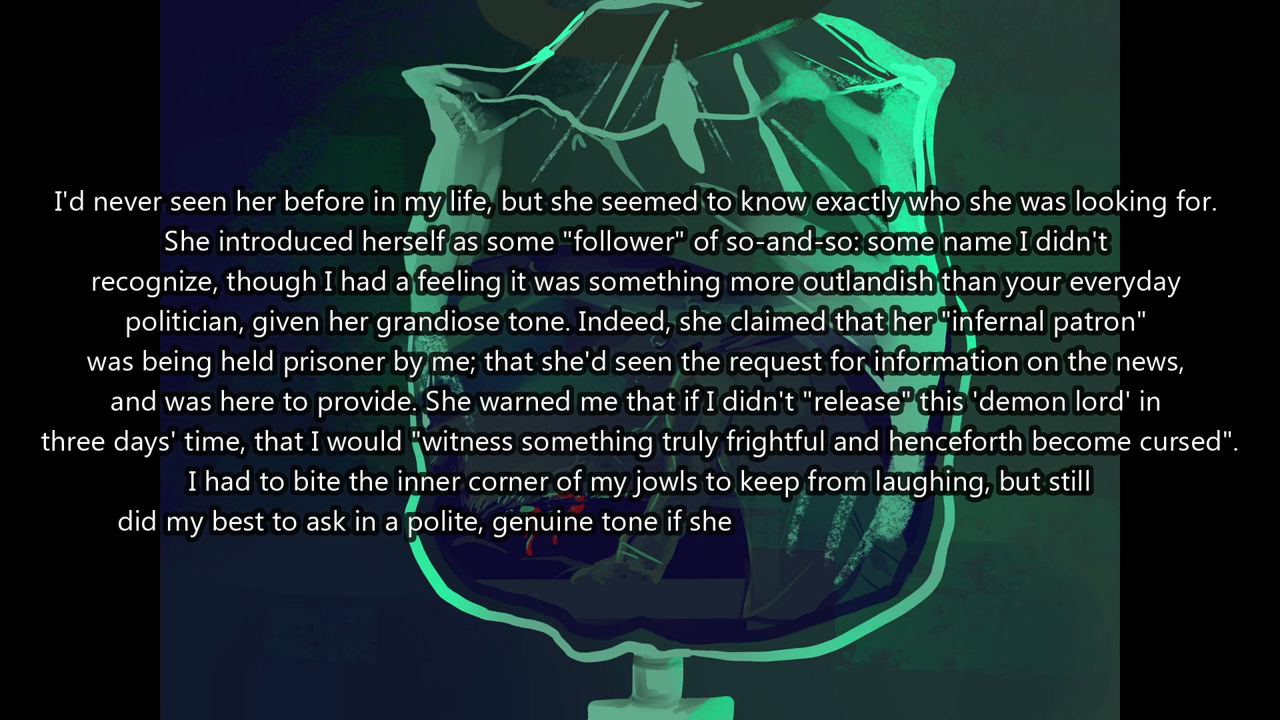 I'd never seen her before in my life, but she seemed to know exactly who she was looking for.
She introduced herself as some "follower" of so-and-so: some name I didn't
recognize, though I had a feeling it was something more outlandish than your everyday
politician, given her grandiose tone. Indeed, she claimed that her "infernal patron"
was being held prisoner by me; that she'd seen the request for information on the news,
and was here to provide. She warned me that if I didn't "release" this 'demon lord' in
three days' time, that I would "witness something truly frightful and henceforth become cursed".
I had to bite the inner corner of my jowls to keep from laughing, but still
did my best to ask in a polite, genuine tone if she